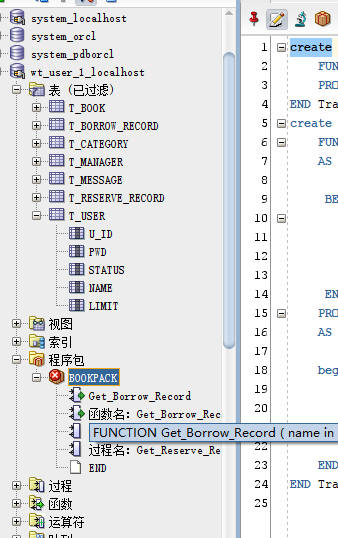 system_localhost
system_orcl
system_pdborcl
wt_user_1_localhost
表 (已过滤)
T_BOOK
T_BORROW_RECORD
T_CATEGORY
T_MANAGER
T_MESSAGE
T_RESERVE_RECORD
T_USER
U_ID
PWD
STATUS
NAME
LIMIT
视图
索引
程序包
BOOKPACK
Get_Borrow_Record
函数名: Get_Borrow_Rec
FUNCTION Get_Borrow_Record ( name in
过程名: Get_Reserve_Re
END
过程
函数
运算符
1 create
2 FUN
3 PRO
4 END Tra
5 create
6 FUN
7 AS
8
9 BE
10
11
12
13
14 EN
15 PRO
16 AS
17
18 beg
19
20
23 END
24 END Tra
25